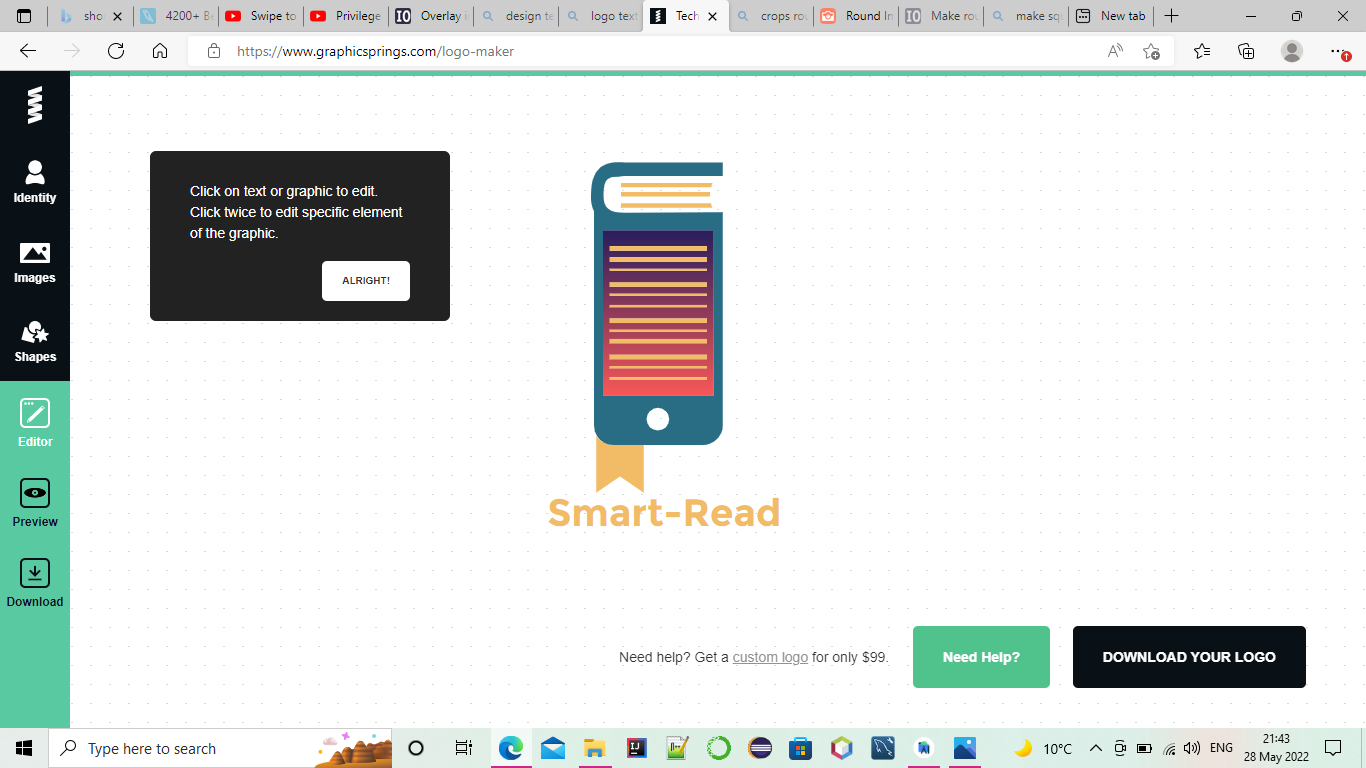 sho
4200+ Be
Swipe to
Privilege
Overlay i
design te
logo text
Tech
crops rou
Round Im
Make rou
make squ
New tab
https://www.graphicsprings.com/logo-maker
Identity
Images
Shapes
Editor
Preview
Download
Click on text or graphic to edit.
Click twice to edit specific element
of the graphic.
ALRIGHT!
Smart-Read
Need help? Get a custom logo for only $99.
Need Help?
DOWNLOAD YOUR LOGO
Type here to search
10°C
ENG
21:43
28 May 2022